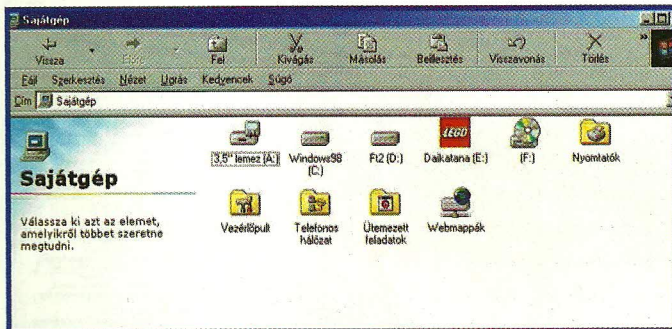 Sajátgép
Vissza Előre Fel Kivágás Másolás Beillesztés Visszavonás Törlés »
Fájl Szerkesztés Nézet Ugrás Kedvencek Súgó
Cím Sajátgép
LEGO
3,5" lemez (A:) Windows98 (C:) Ft2 (D:) Daikatana (E:) (F:) Nyomtatók
Sajátgép
Válassza ki azt az elemet,
amelyikről többet szeretne
megtudni.
Vezérlőpult Telefonos hálózat Ütemezett feladatok Webmappák